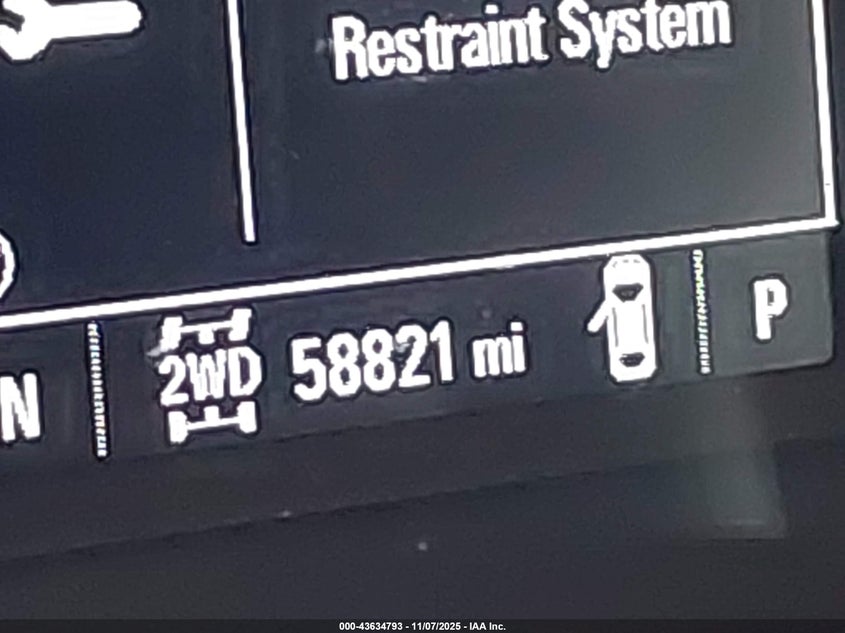 Restraint System
N
2WD
58821 mi
P
000-43634793 - 11/07/2025 - IAA Inc.